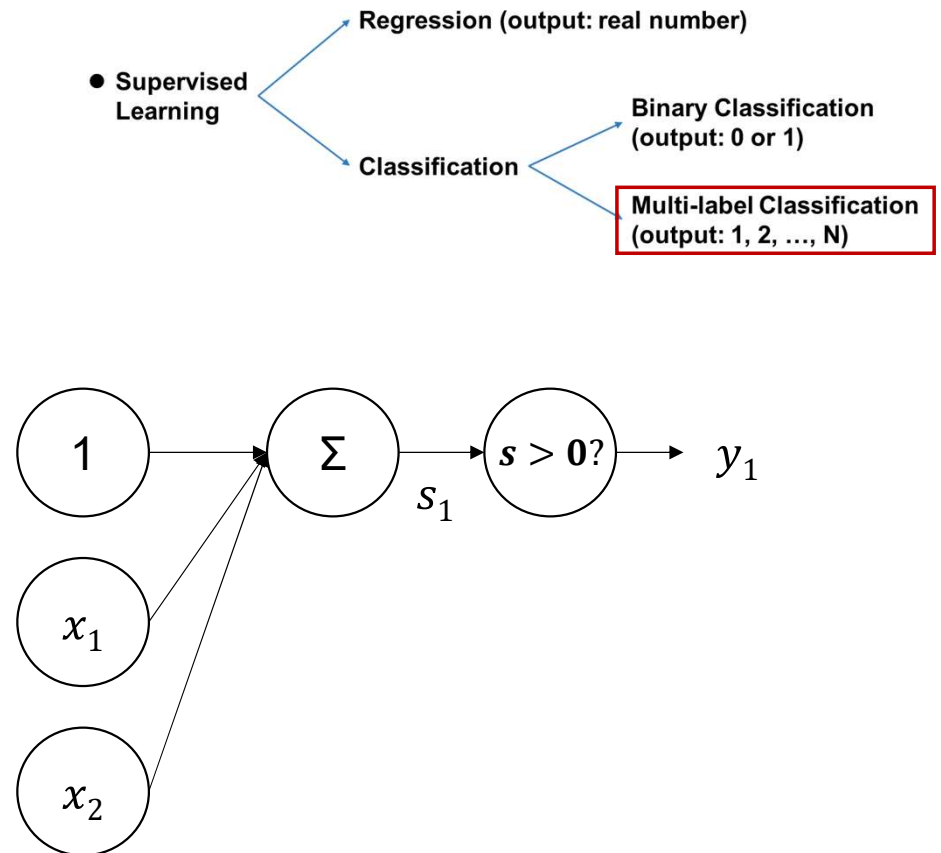 Regression (output: real number)
● Supervised
Learning
Binary Classification
(output: 0 or 1)
Classification
Multi-label Classification
(output: 1, 2, …, N)
1
Σ
s > 0?
y₁
s₁
x₁
x₂